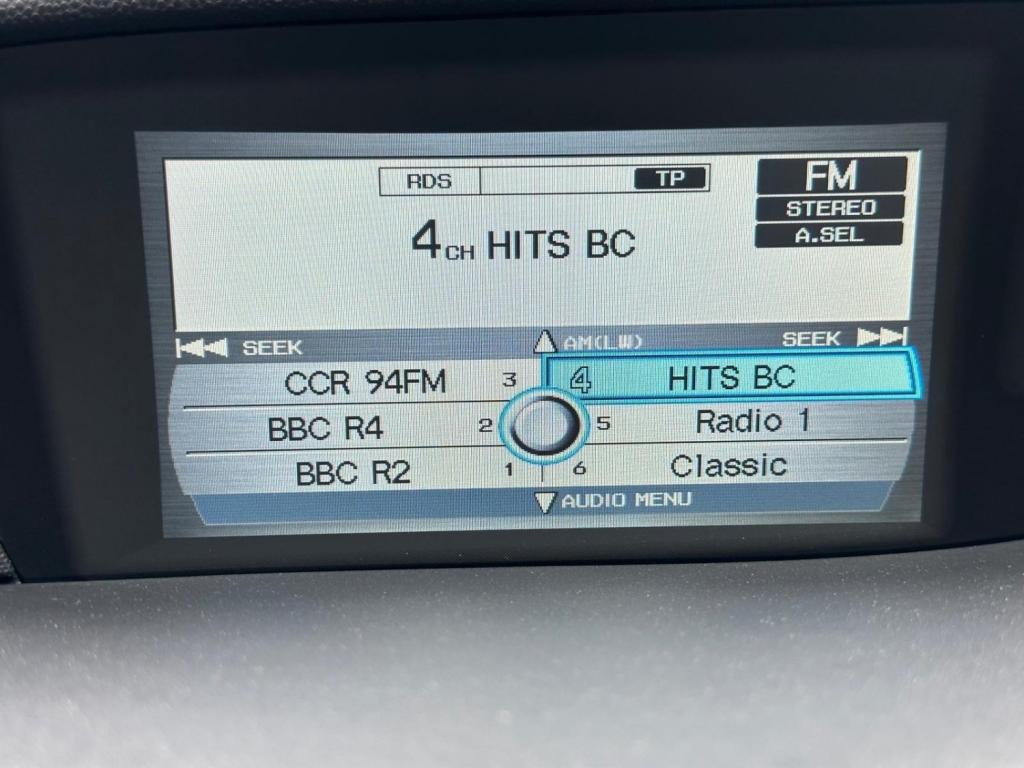 RDS TP FM
STEREO
A.SEL
4CH HITS BC
SEEK AM(LW) SEEK
CCR 94FM 3 4 HITS BC
BBC R4 2 5 Radio 1
BBC R2 1 6 Classic
AUDIO MENU